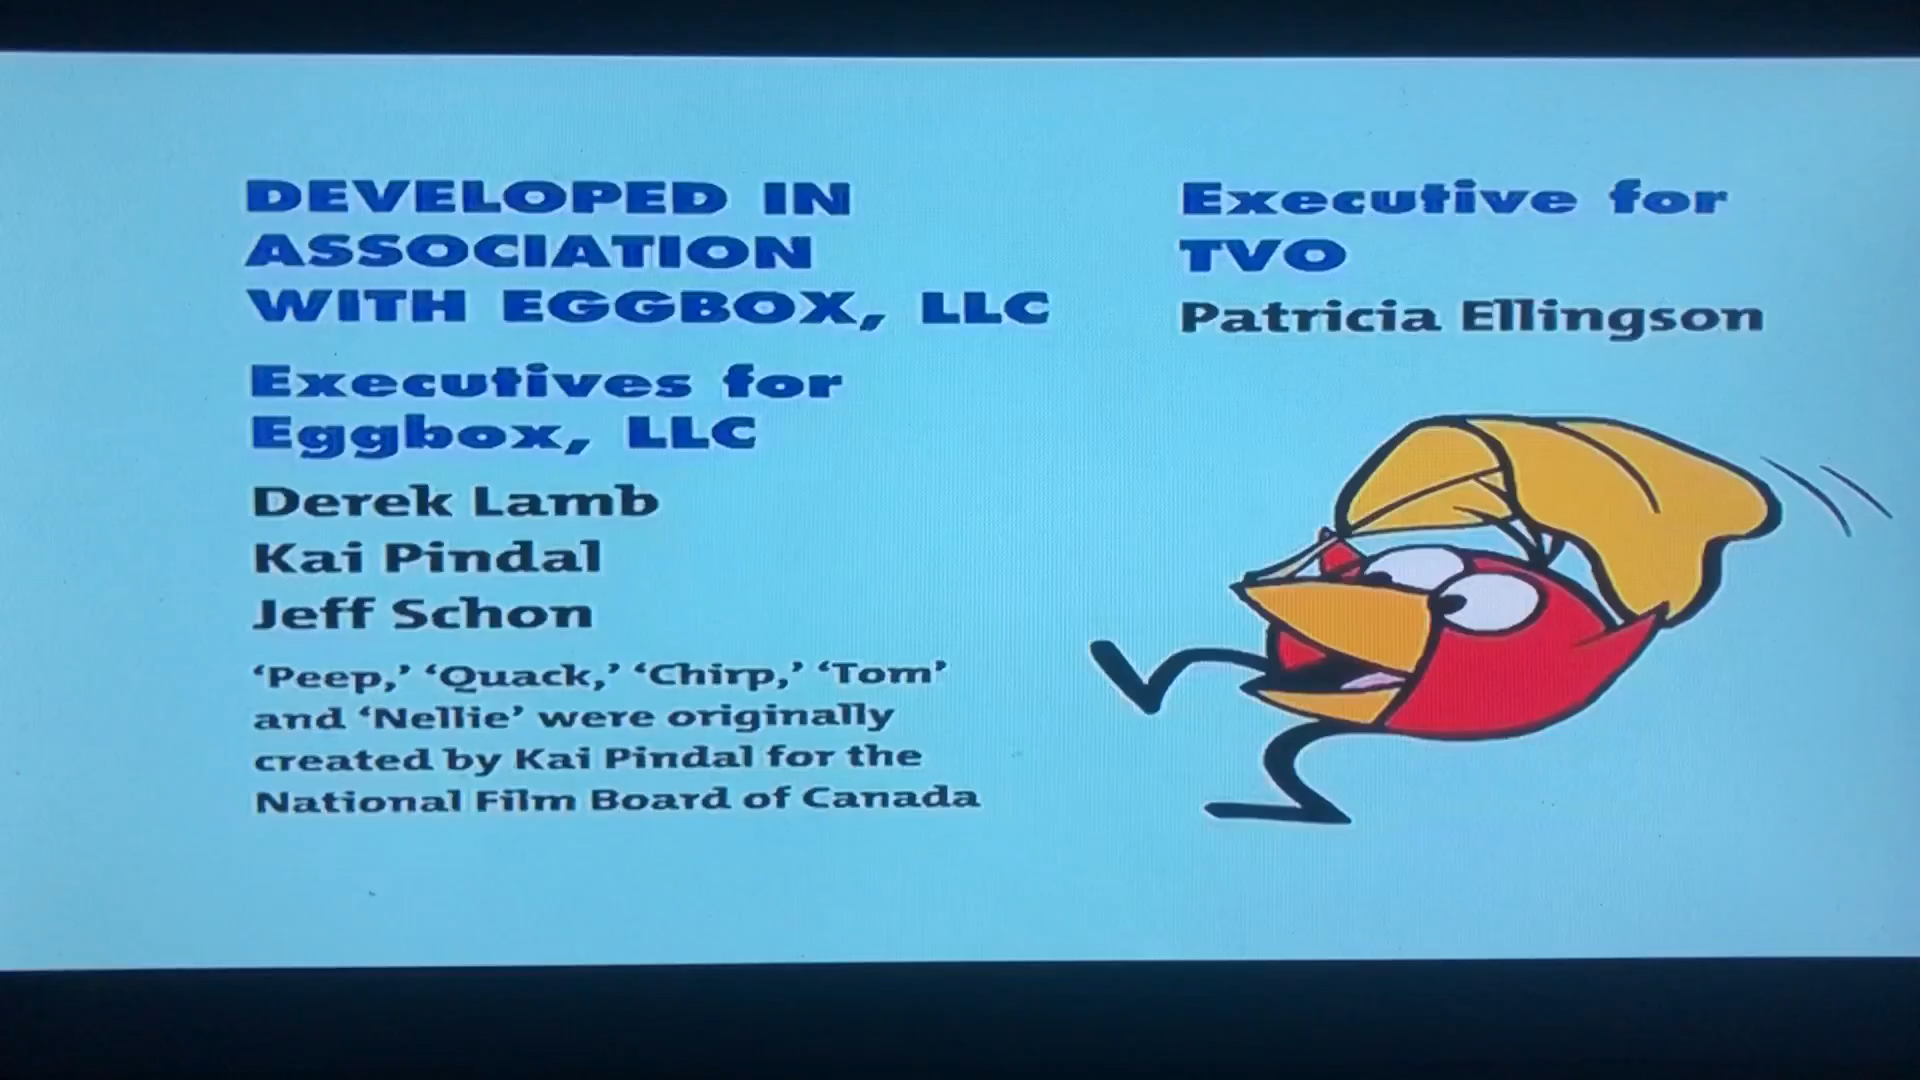 DEVELOPED IN
ASSOCIATION
WITH EGGBOX, LLC
Executives for
Eggbox, LLC
Derek Lamb
Kai Pindal
Jeff Schon
‘Peep,’ ‘Quack,’ ‘Chirp,’ ‘Tom’
and ‘Nellie’ were originally
created by Kai Pindal for the
National Film Board of Canada
Executive for
TVO
Patricia Ellingson